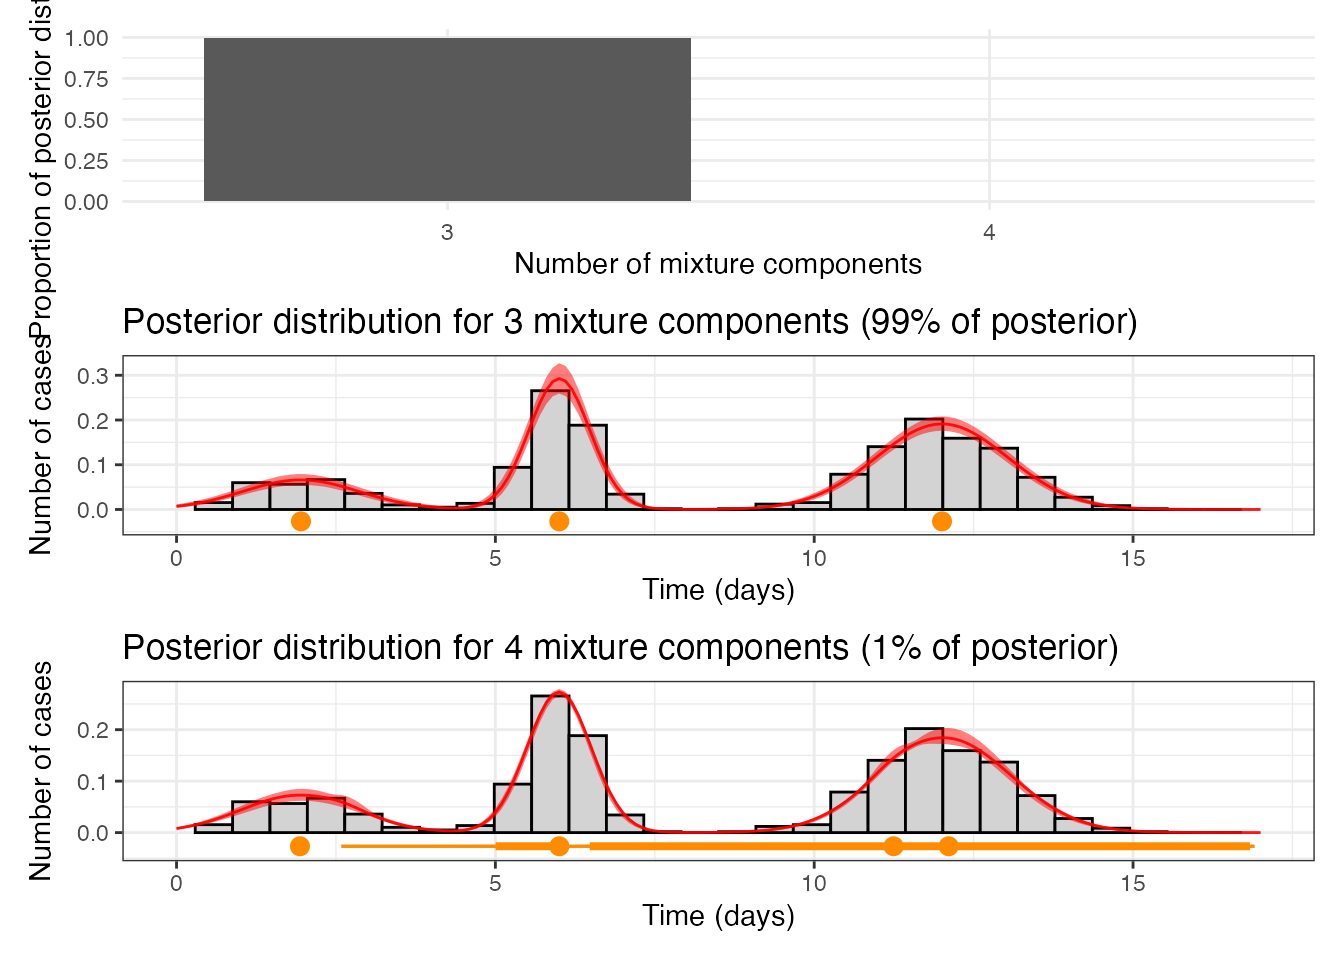 Proportion of posterior
1.00
0.75
0.50
0.25
0.00
3
4
Number of mixture components
Posterior distribution for 3 mixture components (99% of posterior)
Number of cases
0.3
0.2
0.1
0.0
0
5
10
15
Time (days)
Posterior distribution for 4 mixture components (1% of posterior)
Number of cases
0.2
0.1
0.0
0
5
10
15
Time (days)